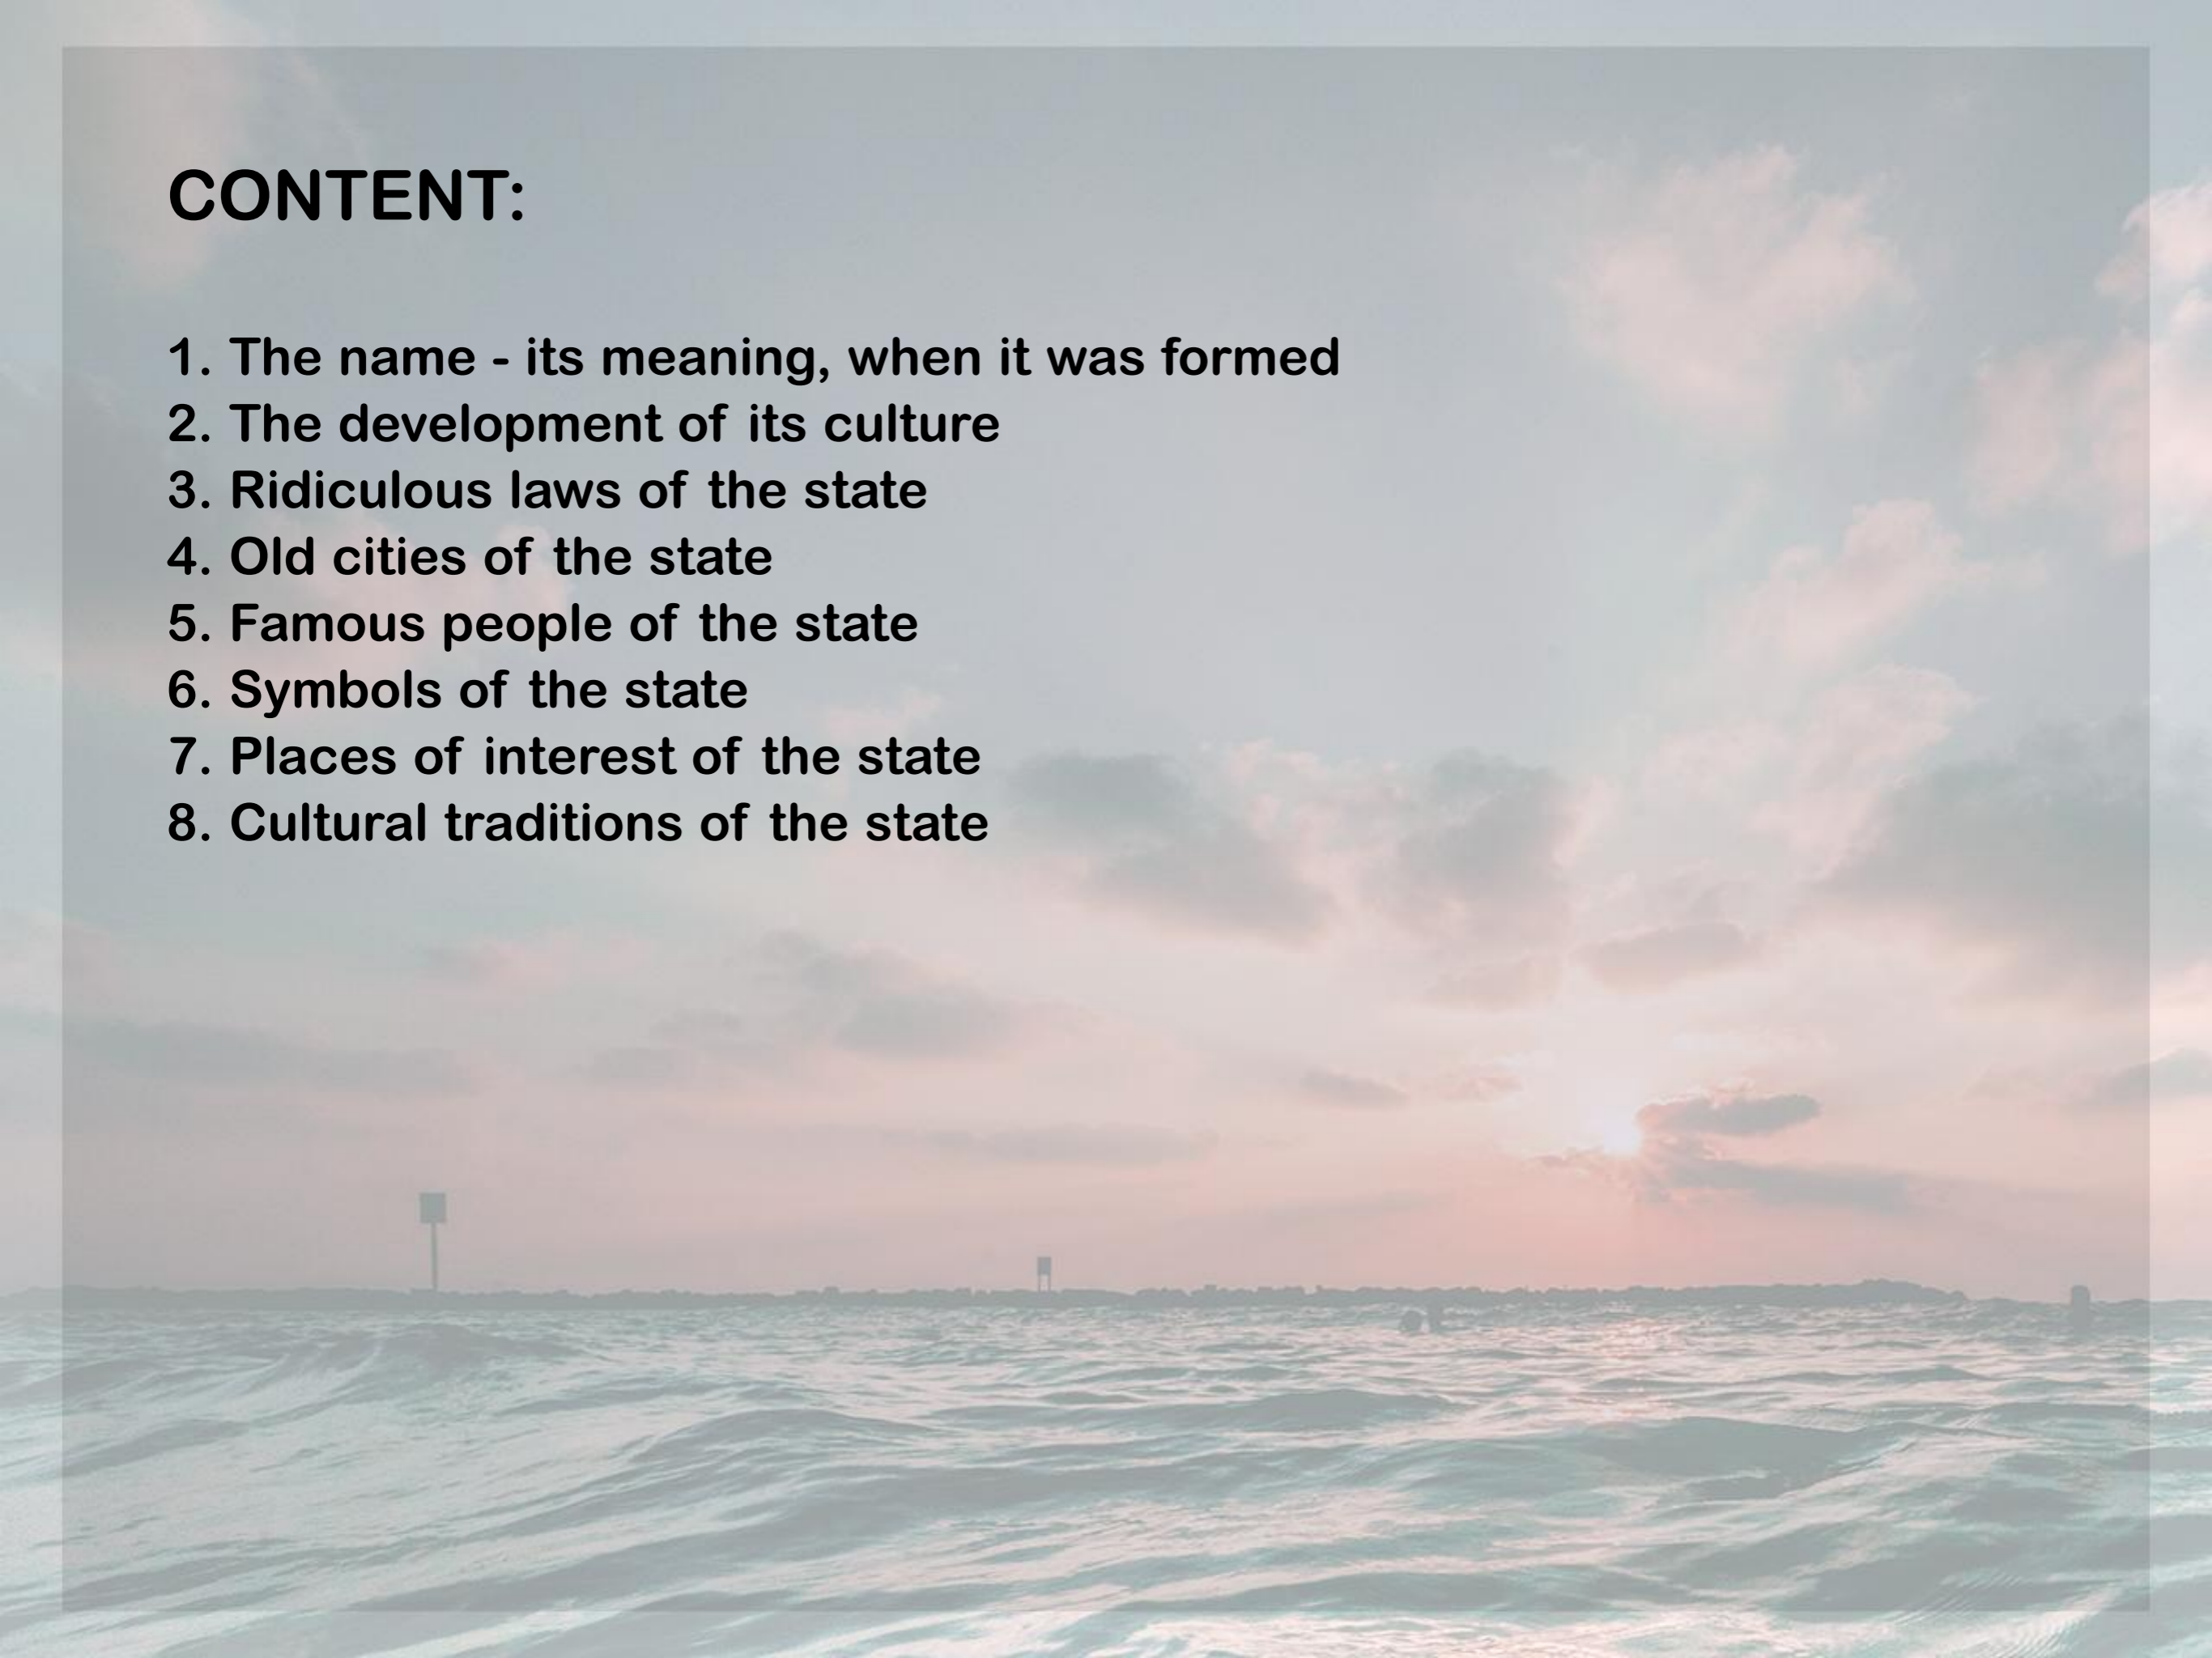 CONTENT:
1. The name - its meaning, when it was formed
2. The development of its culture
3. Ridiculous laws of the state
4. Old cities of the state
5. Famous people of the state
6. Symbols of the state
7. Places of interest of the state
8. Cultural traditions of the state